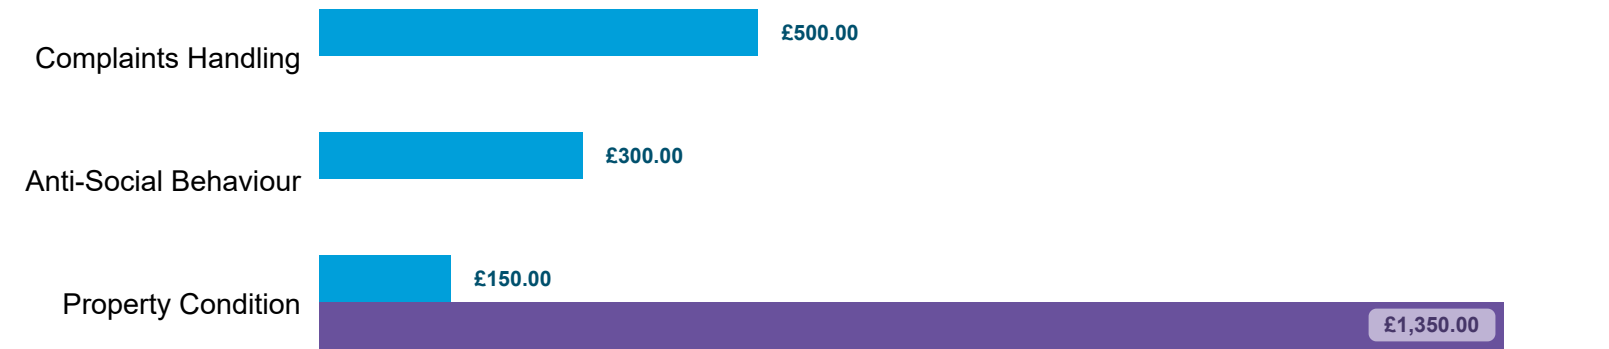 £500.00
Complaints Handling
£300.00
Anti-Social Behaviour
£150.00
Property Condition
£1,350.00